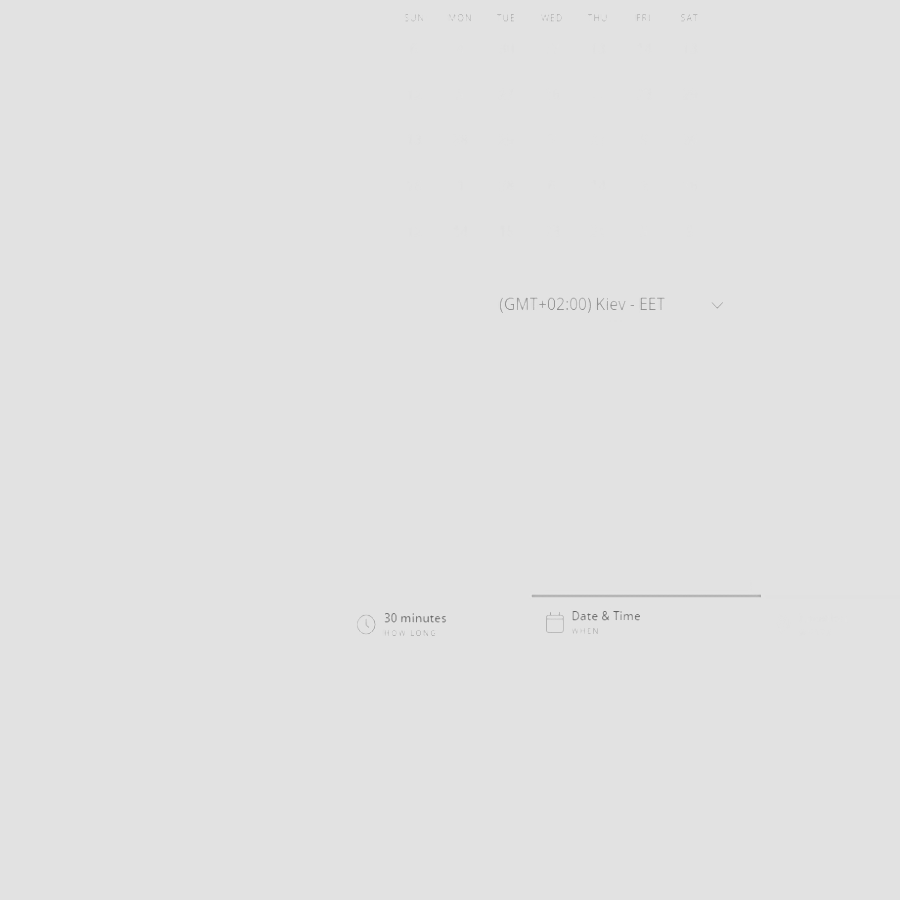 SUN MON TUE WED THU FRI SAT
(GMT+02:00) Kiev - EET
30 minutes
HOW LONG
Date & Time
WHEN